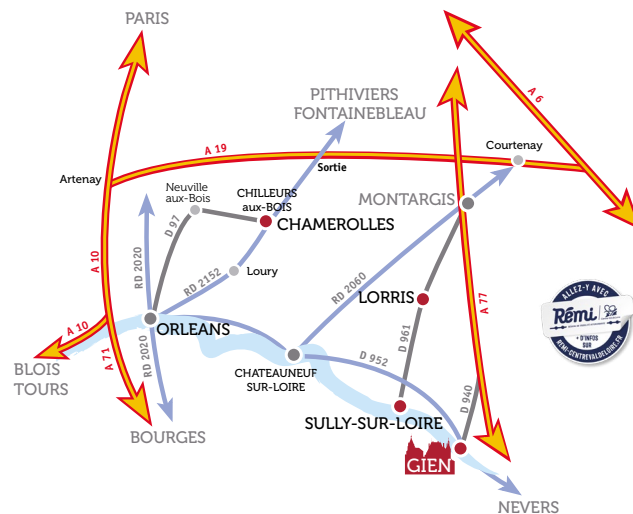 PARIS
A 6
PITHIVIERS
FONTAINEBLEAU
A 19
Courtenay
Sortie
Artenay
Neuville
aux-Bois
CHILLEURS
aux-BOIS
CHAMEROLLES
MONTARGIS
D 97
A 10
RD 2020
RD 2152
Loury
RD 2060
LORRIS
A 77
ALLEZ-Y AVEC
Rémi
+ D'INFOS
SUR
REMI-CENTREVALDELOIRE.FR
A 10
ORLEANS
D 961
A 71
RD 2020
BLOIS
TOURS
CHATEAUNEUF
SUR-LOIRE
D 952
D 940
BOURGES
SULLY-SUR-LOIRE
GIEN
NEVERS